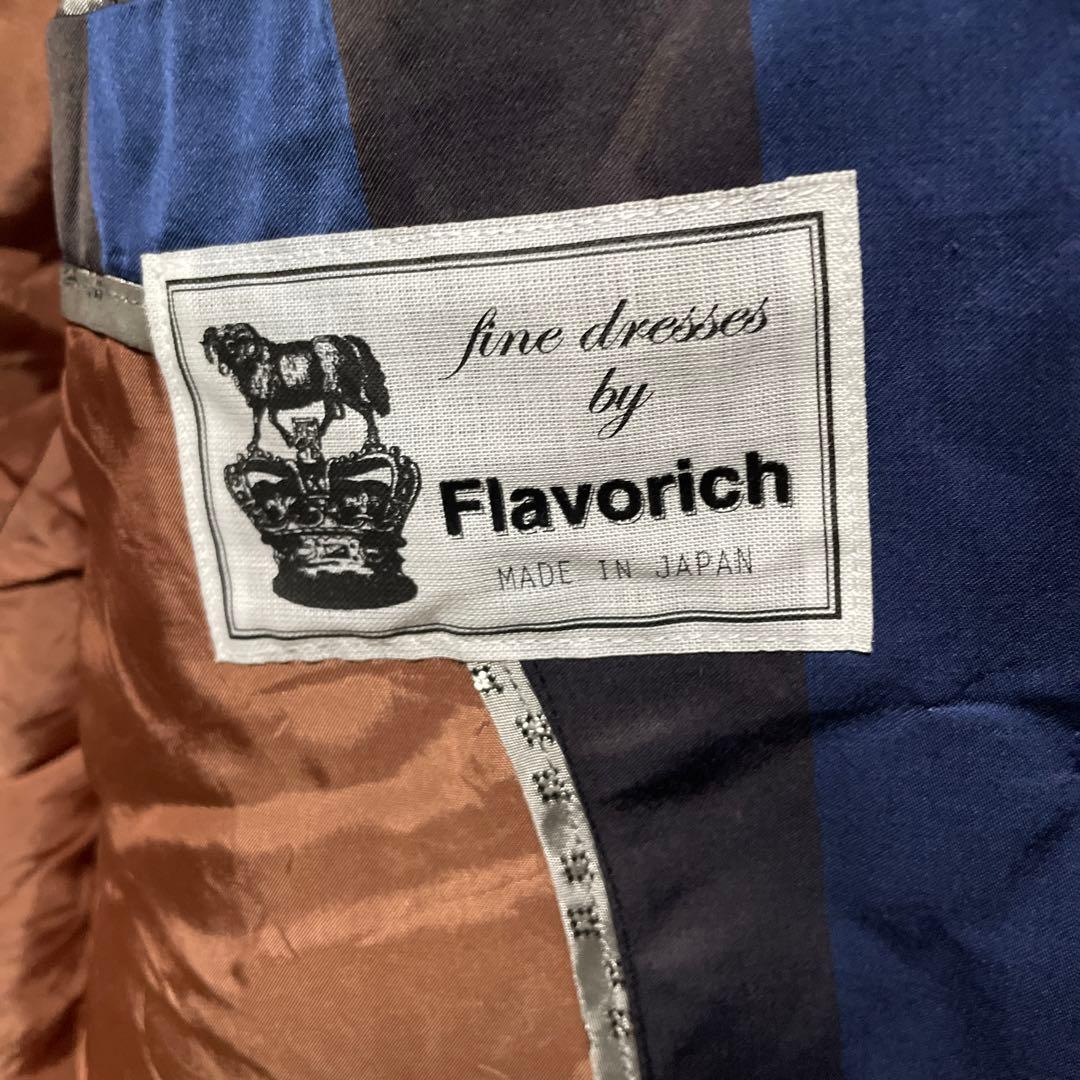 fine dresses
by
Flavorich
MADE IN JAPAN